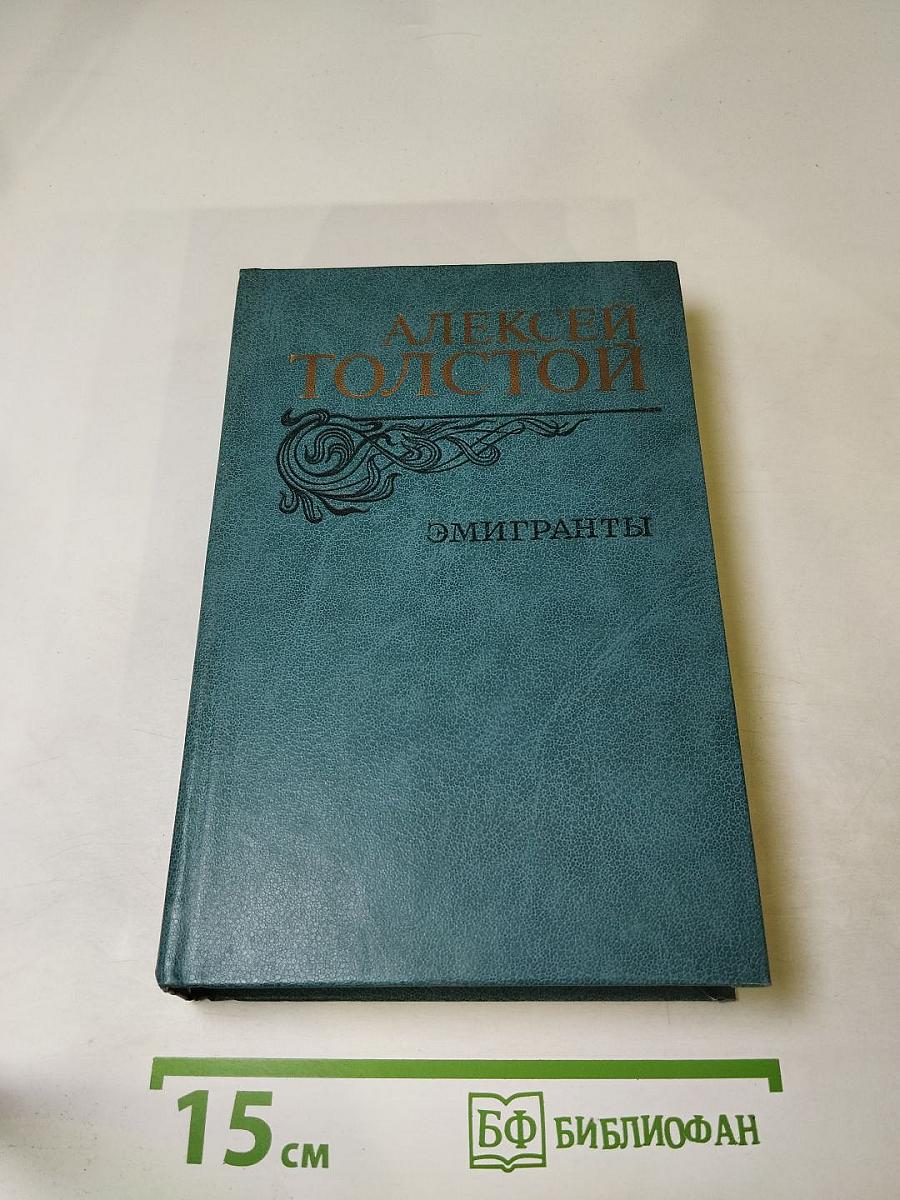 АЛЕКСЕЙ
ТОЛСТОЙ
ЭМИГРАНТЫ
15 см
БФ БИБЛИОФАН